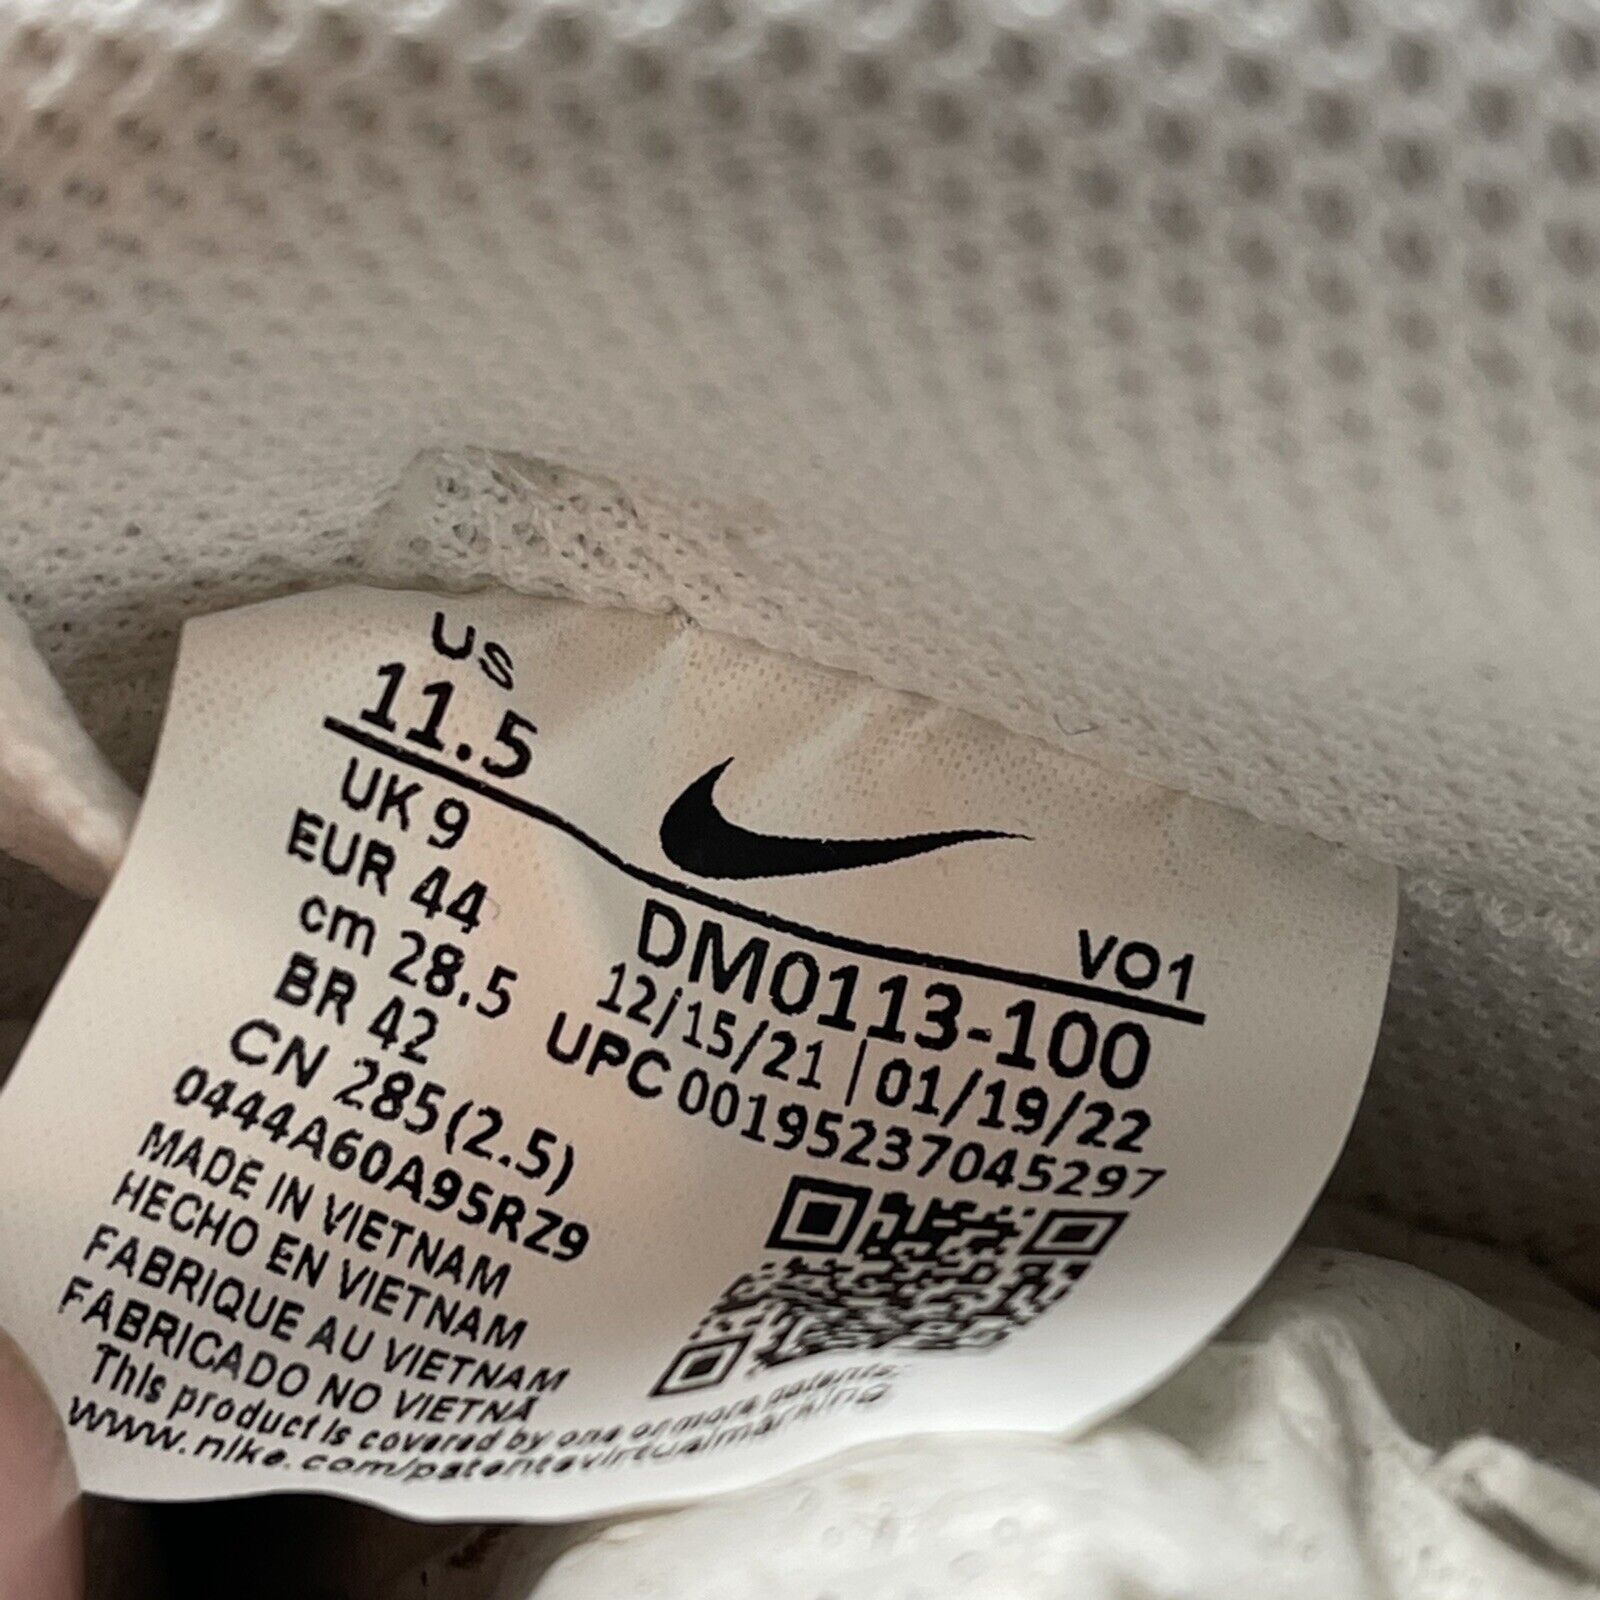 US
11.5
UK 9
EUR 44
cm 28.5
BR 42
CN 285(2.5)
0444A60A95RZ9
MADE IN VIETNAM
HECHO EN VIETNAM
FABRIQUE AU VIETNAM
FABRICADO NO VIETNÃ
This product is covered by one or more patents.
www.nike.com/patentsvirtualmarking
VO1
DM0113-100
12/15/21 | 01/19/22
UPC 00195237045297